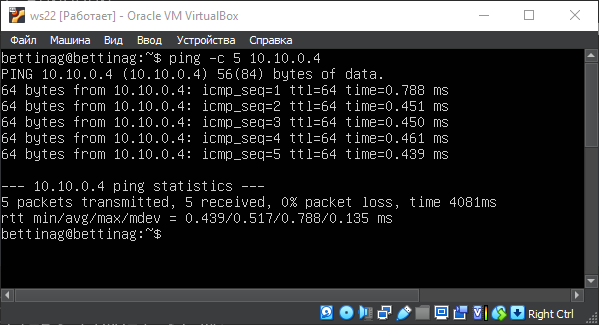 ws22 [Работает] - Oracle VM VirtualBox
Файл Машина Вид Ввод Устройства Справка
bettinag@bettinag:~$ ping -c 5 10.10.0.4
PING 10.10.0.4 (10.10.0.4) 56(84) bytes of data.
64 bytes from 10.10.0.4: icmp_seq=1 ttl=64 time=0.788 ms
64 bytes from 10.10.0.4: icmp_seq=2 ttl=64 time=0.451 ms
64 bytes from 10.10.0.4: icmp_seq=3 ttl=64 time=0.450 ms
64 bytes from 10.10.0.4: icmp_seq=4 ttl=64 time=0.461 ms
64 bytes from 10.10.0.4: icmp_seq=5 ttl=64 time=0.439 ms
--- 10.10.0.4 ping statistics ---
5 packets transmitted, 5 received, 0% packet loss, time 4081ms
rtt min/avg/max/mdev = 0.439/0.517/0.788/0.135 ms
bettinag@bettinag:~$
Right Ctrl